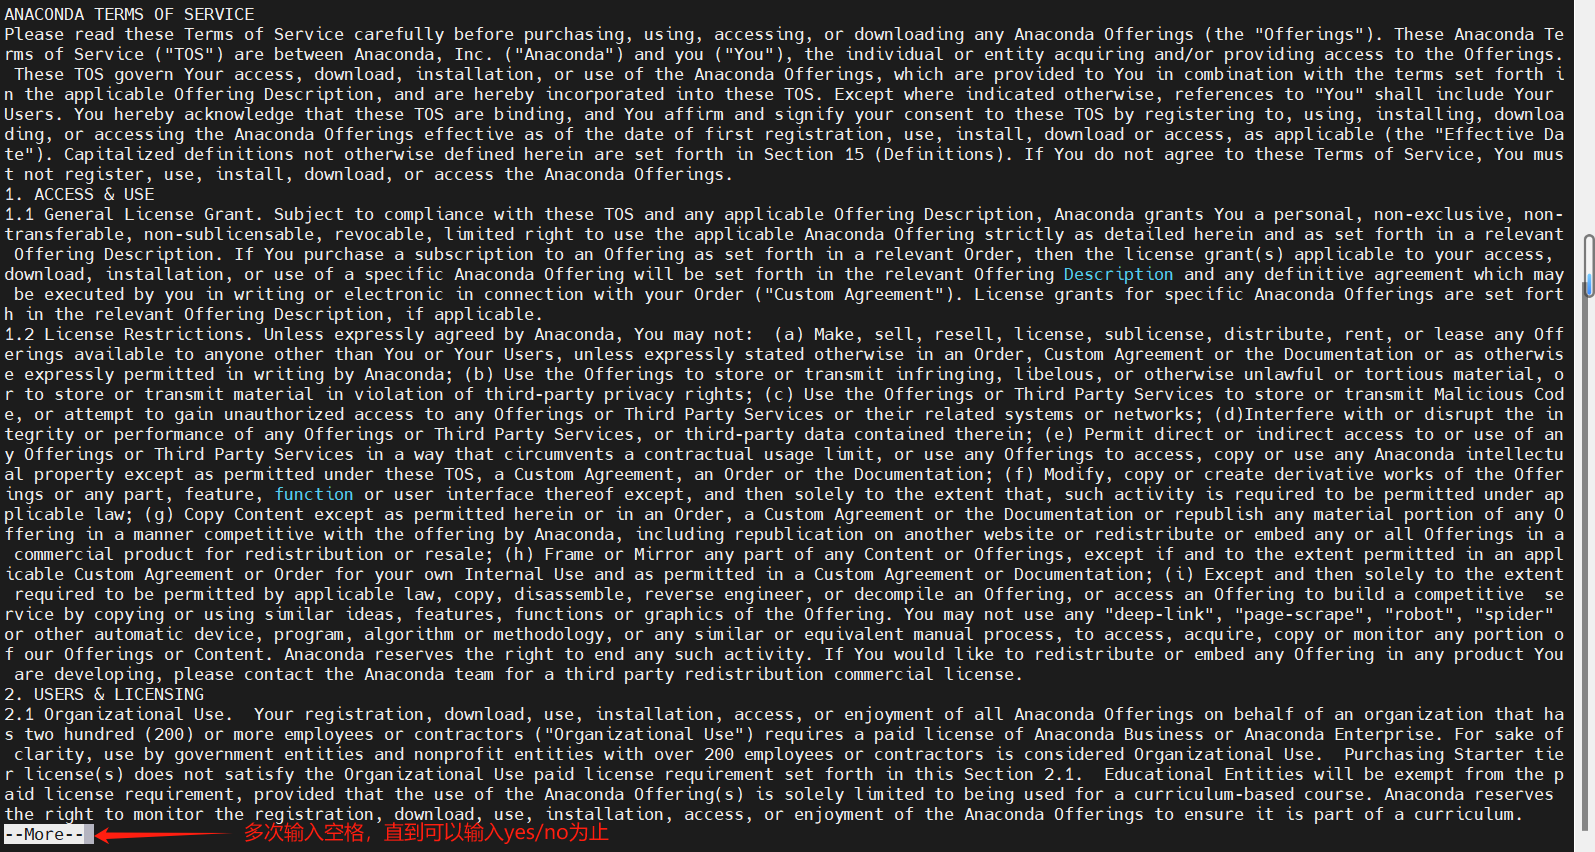 ANACONDA TERMS OF SERVICE
Please read these Terms of Service carefully before purchasing, using, accessing, or downloading any Anaconda Offerings (the "Offerings"). These Anaconda Te
rms of Service ("TOS") are between Anaconda, Inc. ("Anaconda") and you ("You"), the individual or entity acquiring and/or providing access to the Offerings.
 These TOS govern Your access, download, installation, or use of the Anaconda Offerings, which are provided to You in combination with the terms set forth i
n the applicable Offering Description, and are hereby incorporated into these TOS. Except where indicated otherwise, references to "You" shall include Your
Users. You hereby acknowledge that these TOS are binding, and You affirm and signify your consent to these TOS by registering to, using, installing, downloa
ding, or accessing the Anaconda Offerings effective as of the date of first registration, use, install, download or access, as applicable (the "Effective Da
te"). Capitalized definitions not otherwise defined herein are set forth in Section 15 (Definitions). If You do not agree to these Terms of Service, You mus
t not register, use, install, download, or access the Anaconda Offerings.
1. ACCESS & USE
1.1 General License Grant. Subject to compliance with these TOS and any applicable Offering Description, Anaconda grants You a personal, non-exclusive, non-
transferable, non-sublicensable, revocable, limited right to use the applicable Anaconda Offering strictly as detailed herein and as set forth in a relevant
 Offering Description. If You purchase a subscription to an Offering as set forth in a relevant Order, then the license grant(s) applicable to your access,
download, installation, or use of a specific Anaconda Offering will be set forth in the relevant Offering Description and any definitive agreement which may
 be executed by you in writing or electronic in connection with your Order ("Custom Agreement"). License grants for specific Anaconda Offerings are set fort
h in the relevant Offering Description, if applicable.
1.2 License Restrictions. Unless expressly agreed by Anaconda, You may not:  (a) Make, sell, resell, license, sublicense, distribute, rent, or lease any Off
erings available to anyone other than You or Your Users, unless expressly stated otherwise in an Order, Custom Agreement or the Documentation or as otherwis
e expressly permitted in writing by Anaconda; (b) Use the Offerings to store or transmit infringing, libelous, or otherwise unlawful or tortious material, o
r to store or transmit material in violation of third-party privacy rights; (c) Use the Offerings or Third Party Services to store or transmit Malicious Cod
e, or attempt to gain unauthorized access to any Offerings or Third Party Services or their related systems or networks; (d)Interfere with or disrupt the in
tegrity or performance of any Offerings or Third Party Services, or third-party data contained therein; (e) Permit direct or indirect access to or use of an
y Offerings or Third Party Services in a way that circumvents a contractual usage limit, or use any Offerings to access, copy or use any Anaconda intellectu
al property except as permitted under these TOS, a Custom Agreement, an Order or the Documentation; (f) Modify, copy or create derivative works of the Offer
ings or any part, feature, function or user interface thereof except, and then solely to the extent that, such activity is required to be permitted under ap
plicable law; (g) Copy Content except as permitted herein or in an Order, a Custom Agreement or the Documentation or republish any material portion of any O
ffering in a manner competitive with the offering by Anaconda, including republication on another website or redistribute or embed any or all Offerings in a
 commercial product for redistribution or resale; (h) Frame or Mirror any part of any Content or Offerings, except if and to the extent permitted in an appl
icable Custom Agreement or Order for your own Internal Use and as permitted in a Custom Agreement or Documentation; (i) Except and then solely to the extent
 required to be permitted by applicable law, copy, disassemble, reverse engineer, or decompile an Offering, or access an Offering to build a competitive  se
rvice by copying or using similar ideas, features, functions or graphics of the Offering. You may not use any "deep-link", "page-scrape", "robot", "spider"
or other automatic device, program, algorithm or methodology, or any similar or equivalent manual process, to access, acquire, copy or monitor any portion o
f our Offerings or Content. Anaconda reserves the right to end any such activity. If You would like to redistribute or embed any Offering in any product You
 are developing, please contact the Anaconda team for a third party redistribution commercial license.
2. USERS & LICENSING
2.1 Organizational Use.  Your registration, download, use, installation, access, or enjoyment of all Anaconda Offerings on behalf of an organization that ha
s two hundred (200) or more employees or contractors ("Organizational Use") requires a paid license of Anaconda Business or Anaconda Enterprise. For sake of
 clarity, use by government entities and nonprofit entities with over 200 employees or contractors is considered Organizational Use.  Purchasing Starter tie
r license(s) does not satisfy the Organizational Use paid license requirement set forth in this Section 2.1.  Educational Entities will be exempt from the p
aid license requirement, provided that the use of the Anaconda Offering(s) is solely limited to being used for a curriculum-based course. Anaconda reserves
the right to monitor the registration, download, use, installation, access, or enjoyment of the Anaconda Offerings to ensure it is part of a curriculum.
--More-- 多次输入空格，直到可以输入yes/no为止